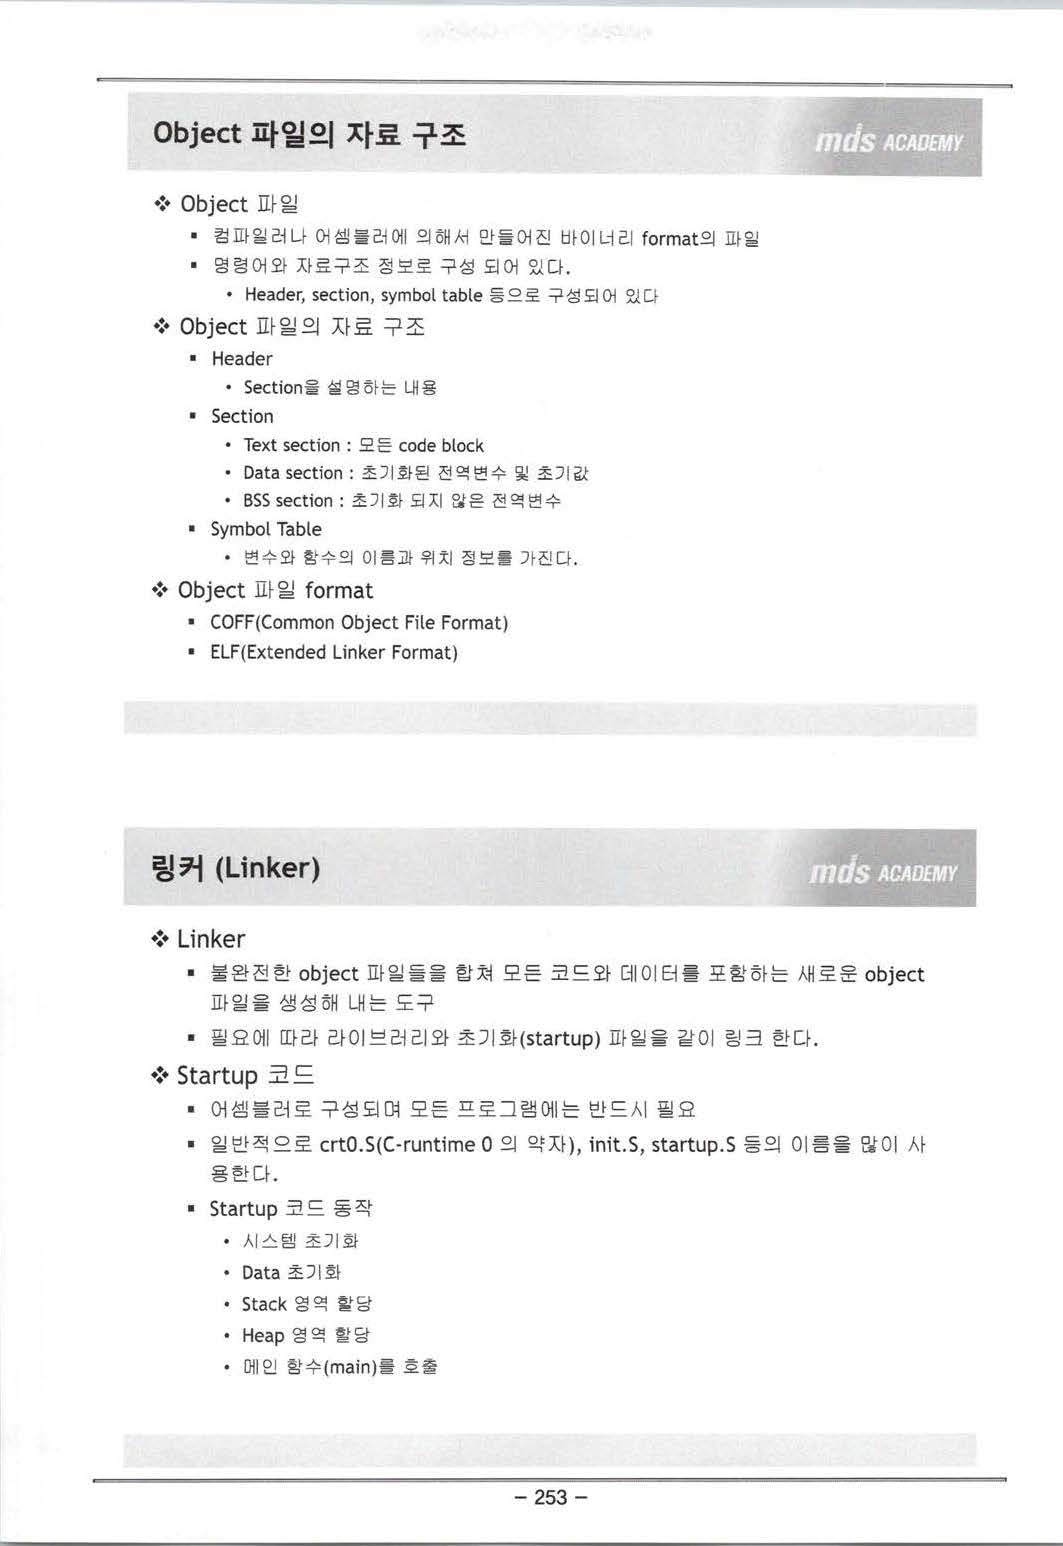 Object 파일의 자료 구조
mds ACADEMY
❖ Object 파일
▪ 컴파일러나 어셈블러에 의해서 만들어진 바이너리 format의 파일
▪ 명령어와 자료구조 정보로 구성 되어 있다.
• Header, section, symbol table 등으로 구성되어 있다
❖ Object 파일의 자료 구조
▪ Header
• Section을 설명하는 내용
▪ Section
• Text section : 모든 code block
• Data section : 초기화된 전역변수 및 초기값
• BSS section : 초기화 되지 않은 전역변수
▪ Symbol Table
• 변수와 함수의 이름과 위치 정보를 가진다.
❖ Object 파일 format
▪ COFF(Common Object File Format)
▪ ELF(Extended Linker Format)
링커 (Linker)
mds ACADEMY
❖ Linker
▪ 불완전한 object 파일들을 합쳐 모든 코드와 데이터를 포함하는 새로운 object
파일을 생성해 내는 도구
▪ 필요에 따라 라이브러리와 초기화(startup) 파일을 같이 링크 한다.
❖ Startup 코드
▪ 어셈블러로 구성되며 모든 프로그램에는 반드시 필요
▪ 일반적으로 crt0.S(C-runtime 0 의 약자), init.S, startup.S 등의 이름을 많이 사
용한다.
▪ Startup 코드 동작
• 시스템 초기화
• Data 초기화
• Stack 영역 할당
• Heap 영역 할당
• 메인 함수(main)를 호출
– 253 –